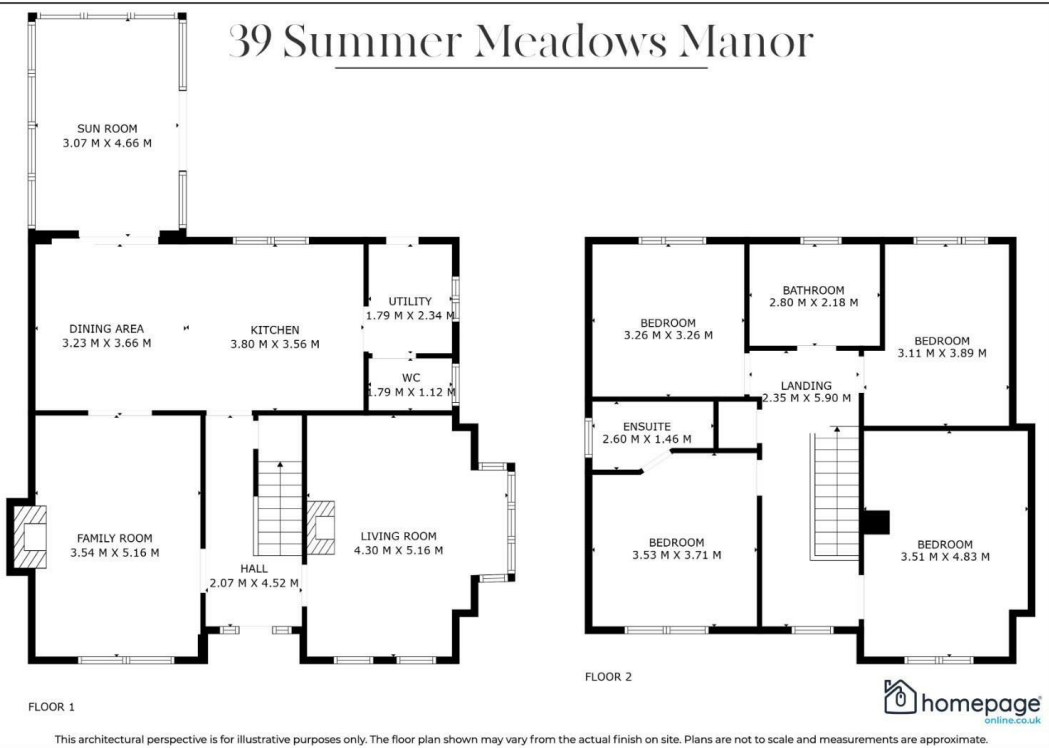 39 Summer Meadows Manor
SUN ROOM
3.07 M X 4.66 M
DINING AREA
3.23 M X 3.66 M
KITCHEN
3.80 M X 3.56 M
UTILITY
1.79 M X 2.34 M
WC
1.79 M X 1.12 M
FAMILY ROOM
3.54 M X 5.16 M
HALL
2.07 M X 4.52 M
LIVING ROOM
4.30 M X 5.16 M
FLOOR 1
BEDROOM
3.26 M X 3.26 M
BATHROOM
2.80 M X 2.18 M
BEDROOM
3.11 M X 3.89 M
LANDING
2.35 M X 5.90 M
ENSUITE
2.60 M X 1.46 M
BEDROOM
3.53 M X 3.71 M
BEDROOM
3.51 M X 4.83 M
FLOOR 2
homepage
online.co.uk
This architectural perspective is for illustrative purposes only. The floor plan shown may vary from the actual finish on site. Plans are not to scale and measurements are approximate.